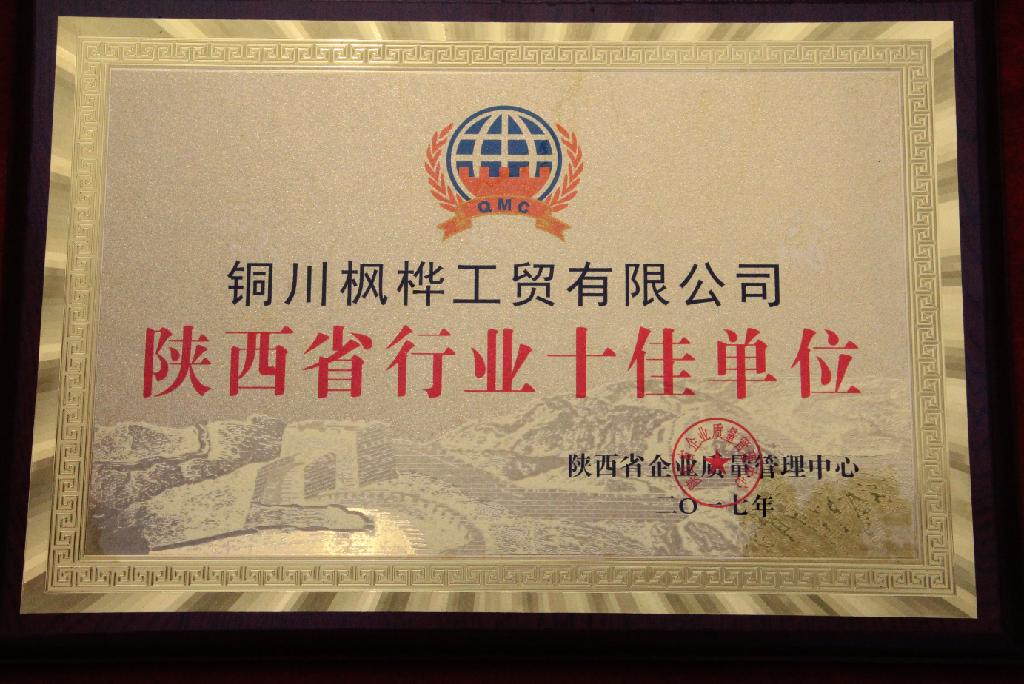 QMC
铜川枫桦工贸有限公司
陕西省行业十佳单位
陕西省企业质量管理中心
二〇一七年